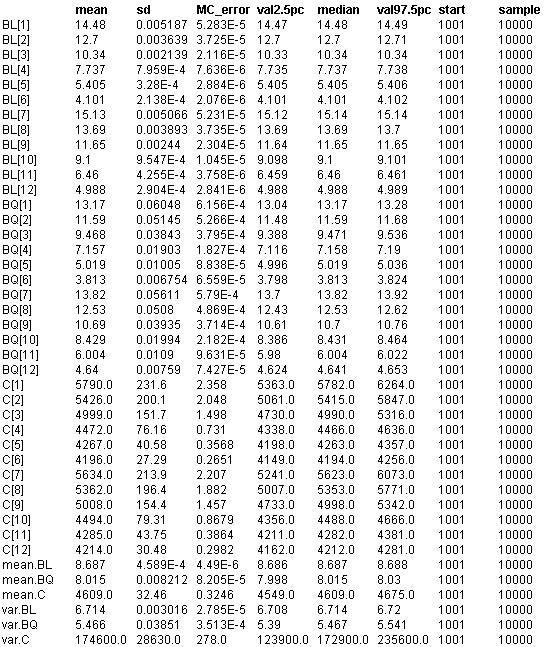 mean sd MC_error val2.5pc median val97.5pc start sample
BL[1] 14.48 0.005187 5.283E-5 14.47 14.48 14.49 1001 10000
BL[2] 12.7 0.003639 3.725E-5 12.7 12.7 12.71 1001 10000
BL[3] 10.34 0.002139 2.116E-5 10.33 10.34 10.34 1001 10000
BL[4] 7.737 7.959E-4 7.636E-6 7.735 7.737 7.738 1001 10000
BL[5] 5.405 3.28E-4 2.884E-6 5.405 5.405 5.406 1001 10000
BL[6] 4.101 2.138E-4 2.076E-6 4.101 4.101 4.102 1001 10000
BL[7] 15.13 0.005066 5.231E-5 15.12 15.14 15.14 1001 10000
BL[8] 13.69 0.003893 3.735E-5 13.69 13.69 13.7 1001 10000
BL[9] 11.65 0.00244 2.304E-5 11.64 11.65 11.65 1001 10000
BL[10] 9.1 9.547E-4 1.045E-5 9.098 9.1 9.101 1001 10000
BL[11] 6.46 4.255E-4 3.758E-6 6.459 6.46 6.461 1001 10000
BL[12] 4.988 2.904E-4 2.841E-6 4.988 4.988 4.989 1001 10000
BQ[1] 13.17 0.06048 6.156E-4 13.04 13.17 13.28 1001 10000
BQ[2] 11.59 0.05145 5.266E-4 11.48 11.59 11.68 1001 10000
BQ[3] 9.468 0.03843 3.795E-4 9.388 9.471 9.536 1001 10000
BQ[4] 7.157 0.01903 1.827E-4 7.116 7.158 7.19 1001 10000
BQ[5] 5.019 0.01005 8.838E-5 4.996 5.019 5.036 1001 10000
BQ[6] 3.813 0.006754 6.559E-5 3.798 3.813 3.824 1001 10000
BQ[7] 13.82 0.05611 5.79E-4 13.7 13.82 13.92 1001 10000
BQ[8] 12.53 0.0508 4.869E-4 12.43 12.53 12.62 1001 10000
BQ[9] 10.69 0.03935 3.714E-4 10.61 10.7 10.76 1001 10000
BQ[10] 8.429 0.01994 2.182E-4 8.386 8.431 8.464 1001 10000
BQ[11] 6.004 0.0109 9.631E-5 5.98 6.004 6.022 1001 10000
BQ[12] 4.64 0.00759 7.427E-5 4.624 4.641 4.653 1001 10000
C[1] 5790.0 231.6 2.358 5363.0 5782.0 6264.0 1001 10000
C[2] 5426.0 200.1 2.048 5061.0 5415.0 5847.0 1001 10000
C[3] 4999.0 151.7 1.498 4730.0 4990.0 5316.0 1001 10000
C[4] 4472.0 76.16 0.731 4338.0 4466.0 4636.0 1001 10000
C[5] 4267.0 40.58 0.3568 4198.0 4263.0 4357.0 1001 10000
C[6] 4196.0 27.29 0.2651 4149.0 4194.0 4256.0 1001 10000
C[7] 5634.0 213.9 2.207 5241.0 5623.0 6073.0 1001 10000
C[8] 5362.0 196.4 1.882 5007.0 5353.0 5771.0 1001 10000
C[9] 5008.0 154.4 1.457 4733.0 4998.0 5342.0 1001 10000
C[10] 4494.0 79.31 0.8679 4356.0 4488.0 4666.0 1001 10000
C[11] 4285.0 43.75 0.3864 4211.0 4282.0 4381.0 1001 10000
C[12] 4214.0 30.48 0.2982 4162.0 4212.0 4281.0 1001 10000
mean.BL 8.687 4.589E-4 4.49E-6 8.686 8.687 8.688 1001 10000
mean.BQ 8.015 0.008212 8.205E-5 7.998 8.015 8.03 1001 10000
mean.C 4609.0 32.46 0.3246 4549.0 4609.0 4675.0 1001 10000
var.BL 6.714 0.003016 2.785E-5 6.708 6.714 6.72 1001 10000
var.BQ 5.466 0.03851 3.513E-4 5.39 5.467 5.541 1001 10000
var.C 174600.0 28630.0 278.0 123900.0 172900.0 235600.0 1001 10000